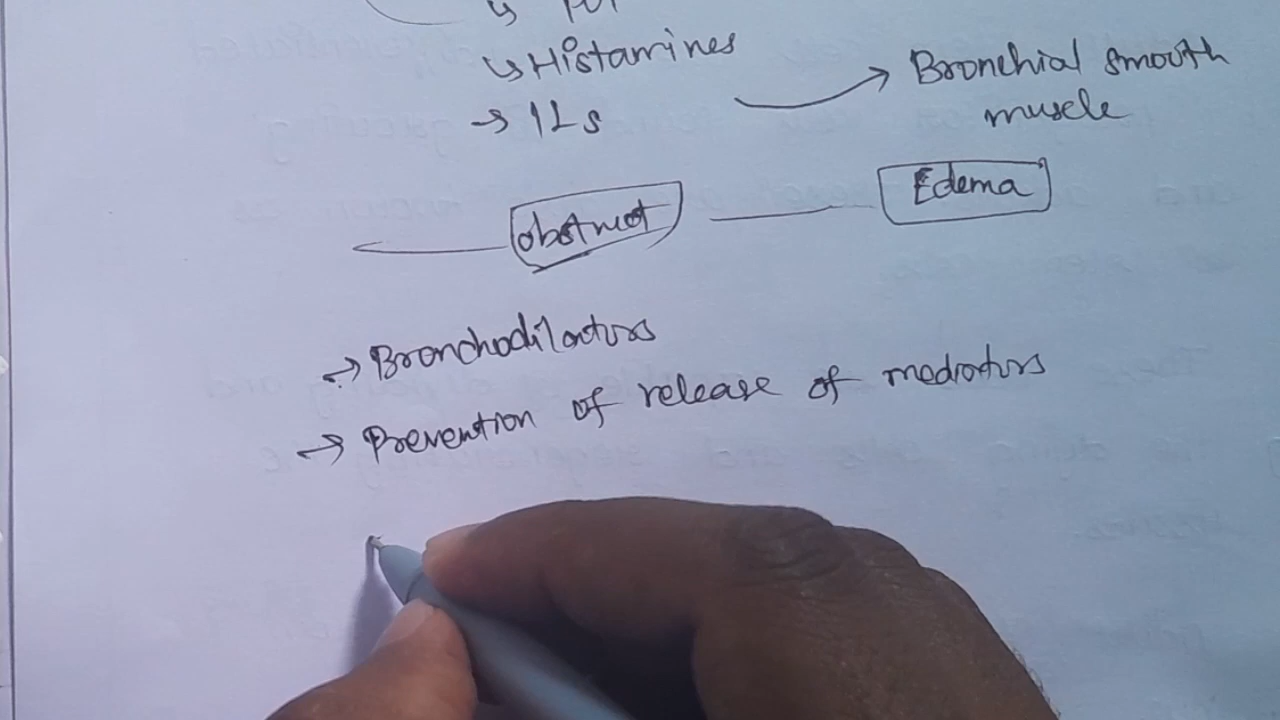 Histamines
ILs
Bronchial smooth
muscle
Edema
obstruct
Bronchodilators
Prevention of release of mediators